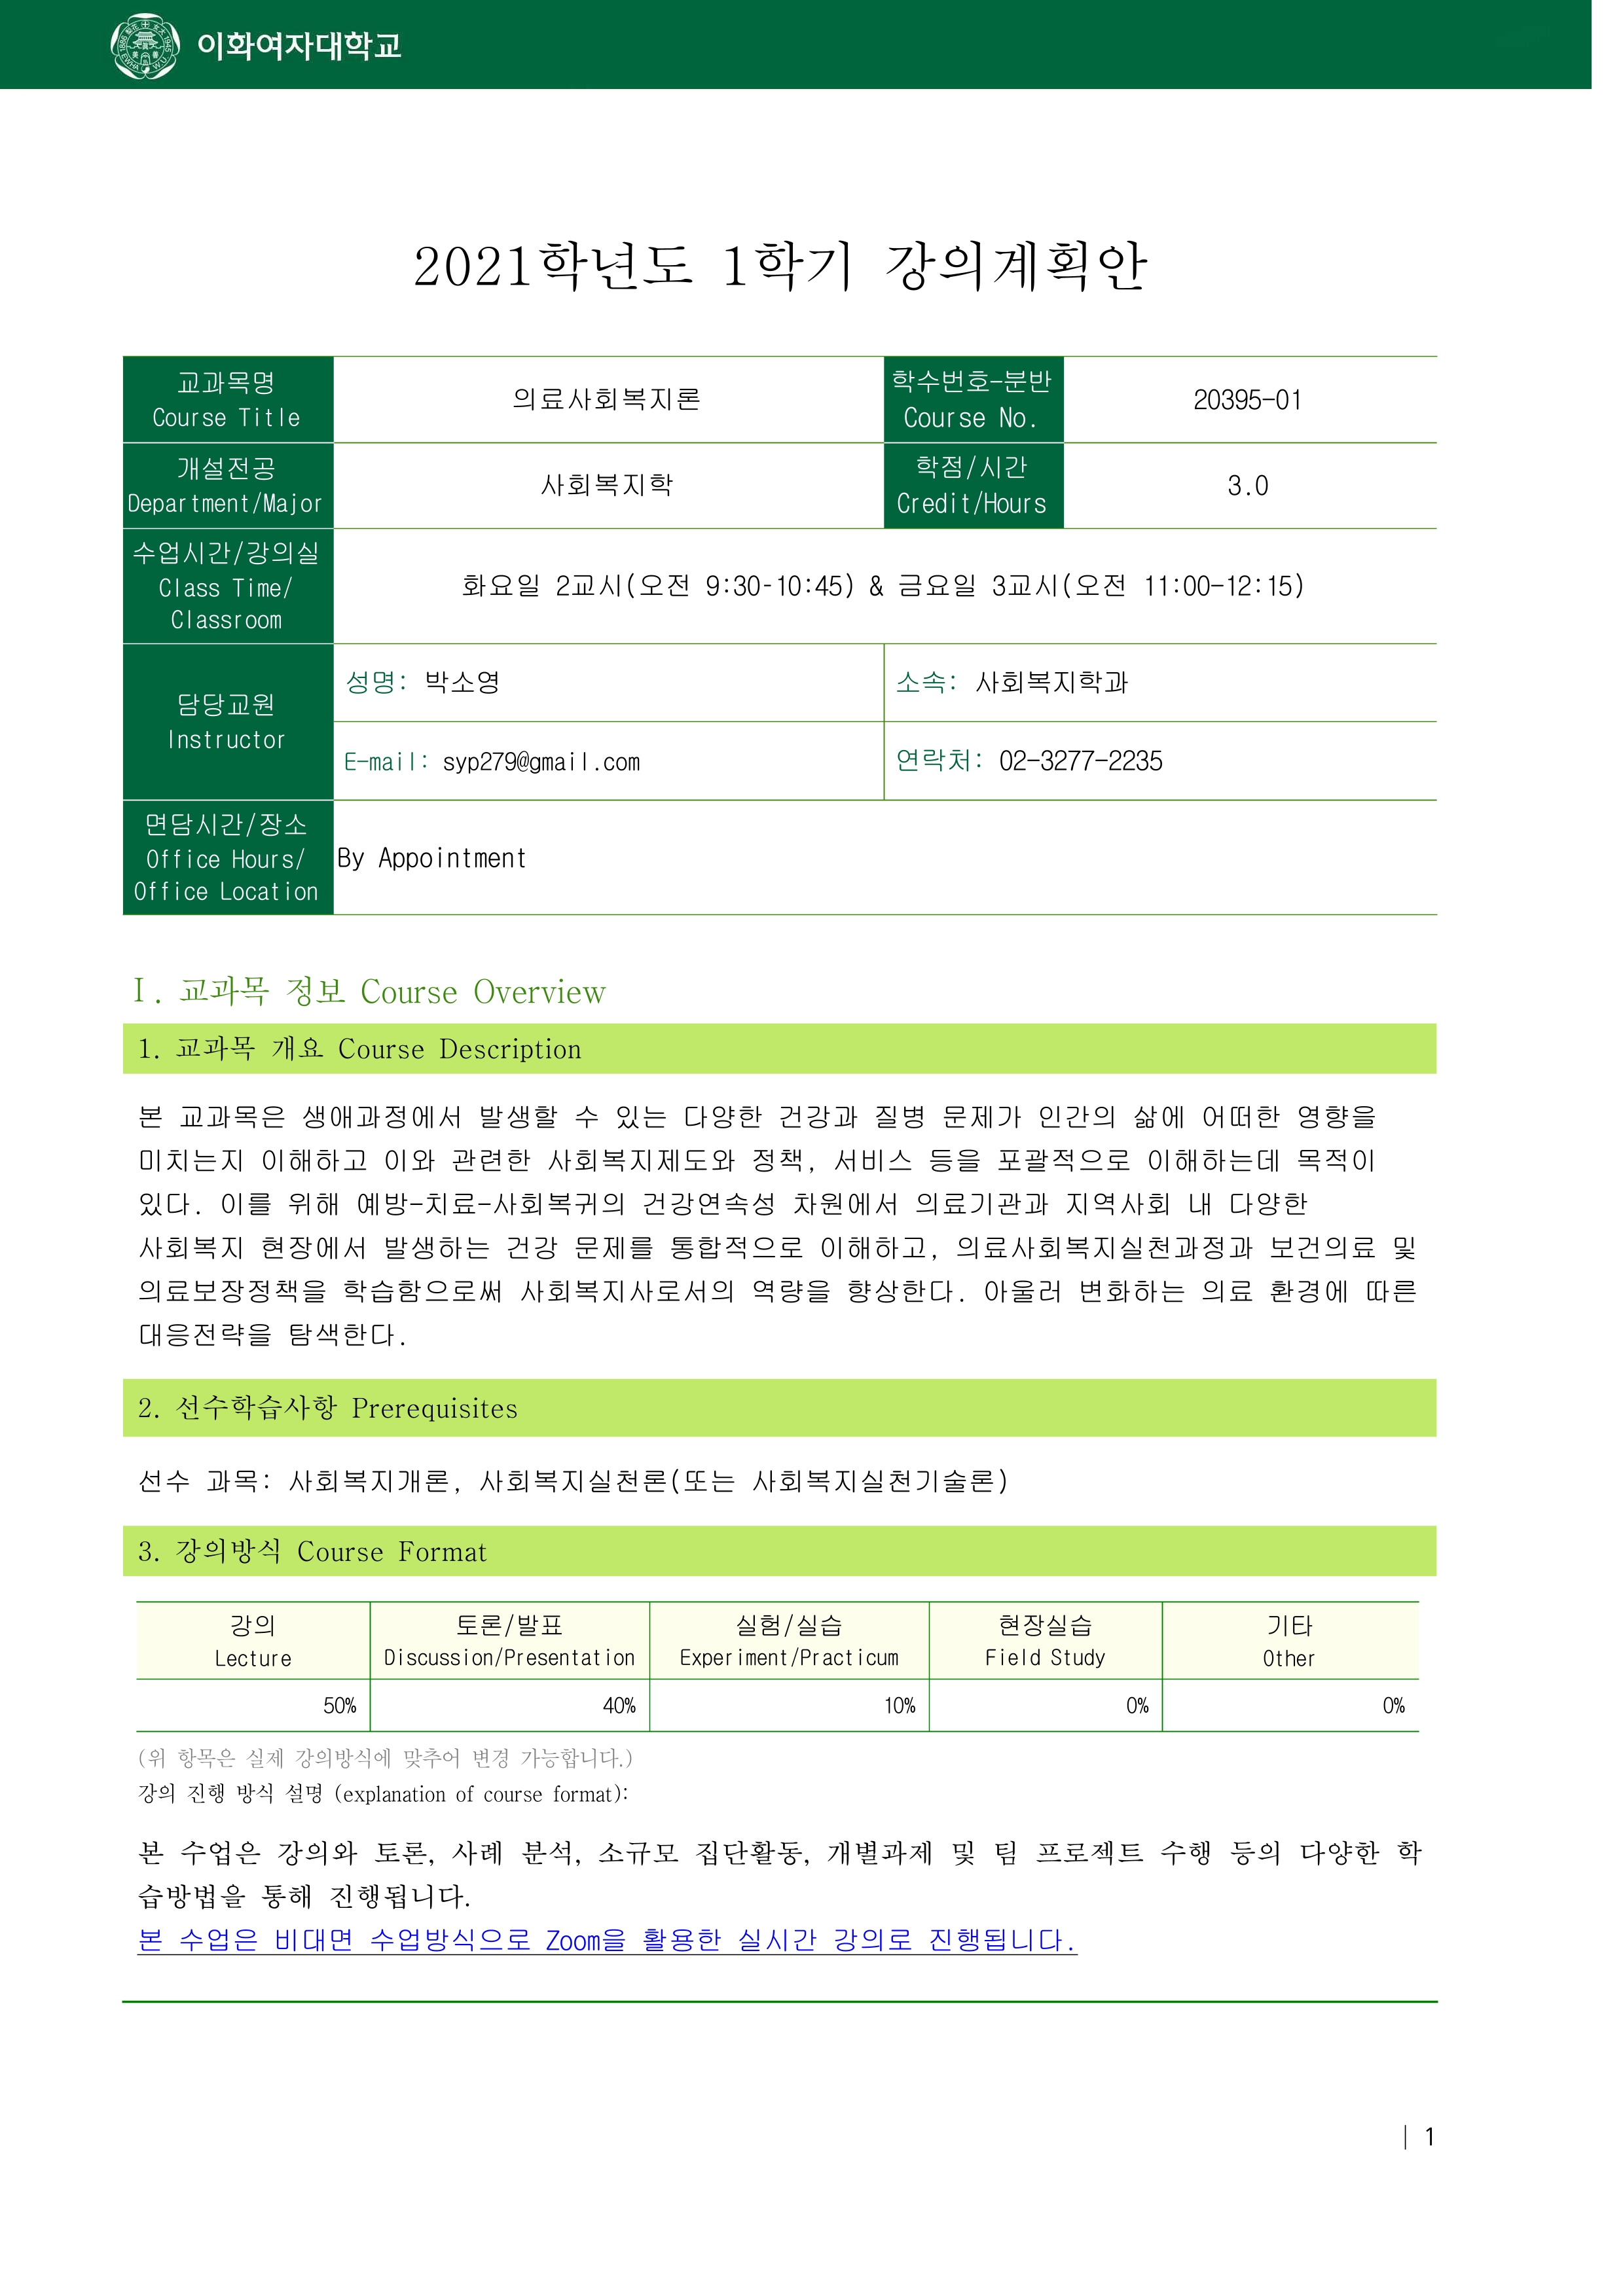 이화여자대학교
2021학년도 1학기 강의계획안
교과목명
Course Title
의료사회복지론
학수번호-분반
Course No.
20395-01
개설전공
Department/Major
사회복지학
학점/시간
Credit/Hours
3.0
수업시간/강의실
Class Time/
Classroom
화요일 2교시(오전 9:30-10:45) & 금요일 3교시(오전 11:00-12:15)
담당교원
Instructor
성명: 박소영
소속: 사회복지학과
E-mail: syp279@gmail.com
연락처: 02-3277-2235
면담시간/장소
Office Hours/
Office Location
By Appointment
Ⅰ. 교과목 정보 Course Overview
1. 교과목 개요 Course Description
본 교과목은 생애과정에서 발생할 수 있는 다양한 건강과 질병 문제가 인간의 삶에 어떠한 영향을
미치는지 이해하고 이와 관련한 사회복지제도와 정책, 서비스 등을 포괄적으로 이해하는데 목적이
있다. 이를 위해 예방-치료-사회복귀의 건강연속성 차원에서 의료기관과 지역사회 내 다양한
사회복지 현장에서 발생하는 건강 문제를 통합적으로 이해하고, 의료사회복지실천과정과 보건의료 및
의료보장정책을 학습함으로써 사회복지사로서의 역량을 향상한다. 아울러 변화하는 의료 환경에 따른
대응전략을 탐색한다.
2. 선수학습사항 Prerequisites
선수 과목: 사회복지개론, 사회복지실천론(또는 사회복지실천기술론)
3. 강의방식 Course Format
강의
Lecture
토론/발표
Discussion/Presentation
실험/실습
Experiment/Practicum
현장실습
Field Study
기타
Other
50%
40%
10%
0%
0%
(위 항목은 실제 강의방식에 맞추어 변경 가능합니다.)
강의 진행 방식 설명 (explanation of course format):
본 수업은 강의와 토론, 사례 분석, 소규모 집단활동, 개별과제 및 팀 프로젝트 수행 등의 다양한 학
습방법을 통해 진행됩니다.
본 수업은 비대면 수업방식으로 Zoom을 활용한 실시간 강의로 진행됩니다.
| 1